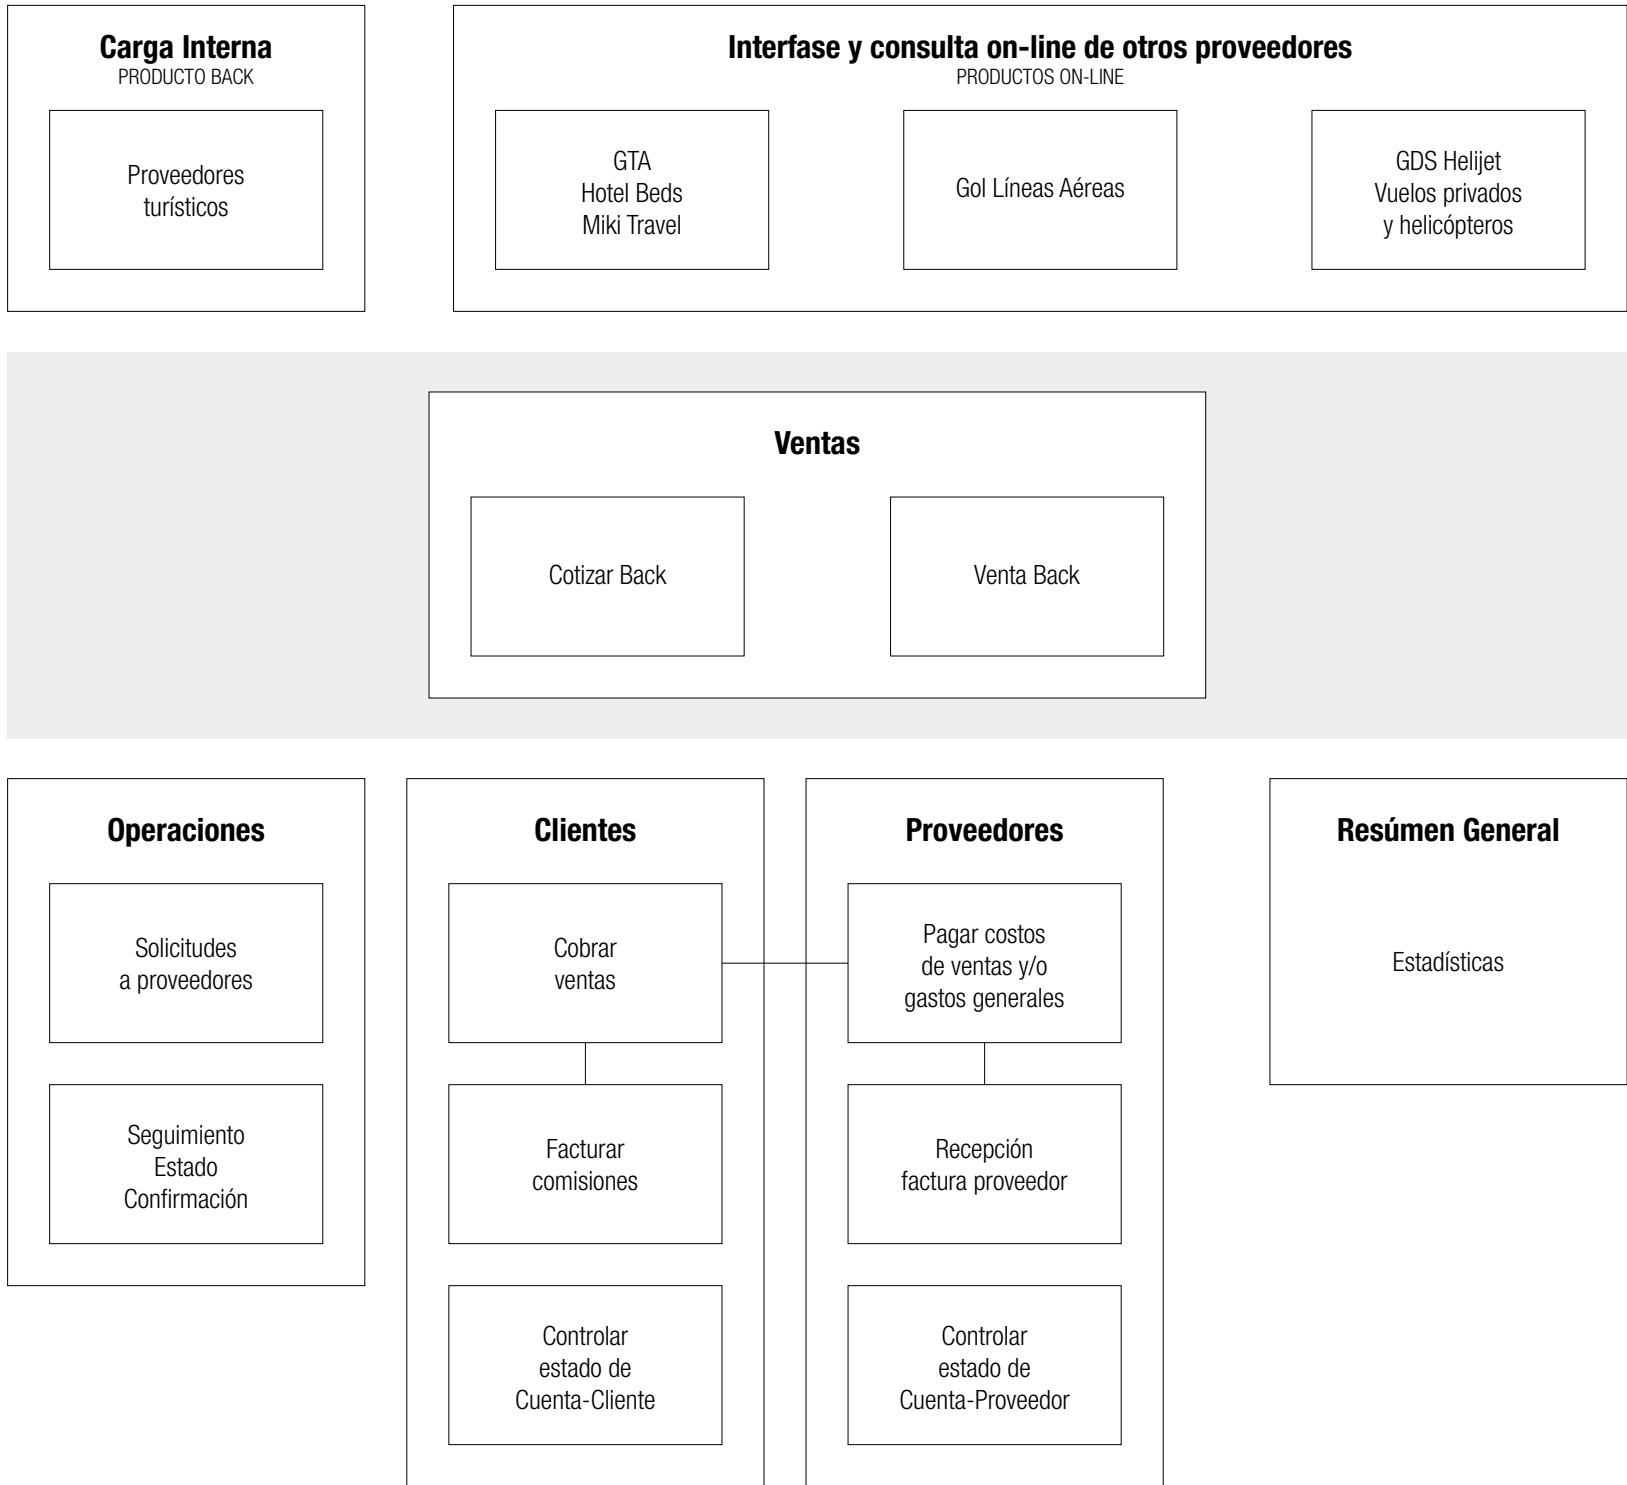 Carga Interna
PRODUCTO BACK
Proveedores
turísticos
Interfase y consulta on-line de otros proveedores
PRODUCTOS ON-LINE
GTA
Hotel Beds
Miki Travel
Gol Líneas Aéreas
GDS Helijet
Vuelos privados
y helicópteros
Ventas
Cotizar Back
Venta Back
Operaciones
Solicitudes
a proveedores
Seguimiento
Estado
Confirmación
Clientes
Cobrar
ventas
Facturar
comisiones
Controlar
estado de
Cuenta-Cliente
Proveedores
Pagar costos
de ventas y/o
gastos generales
Recepción
factura proveedor
Controlar
estado de
Cuenta-Proveedor
Resúmen General
Estadísticas